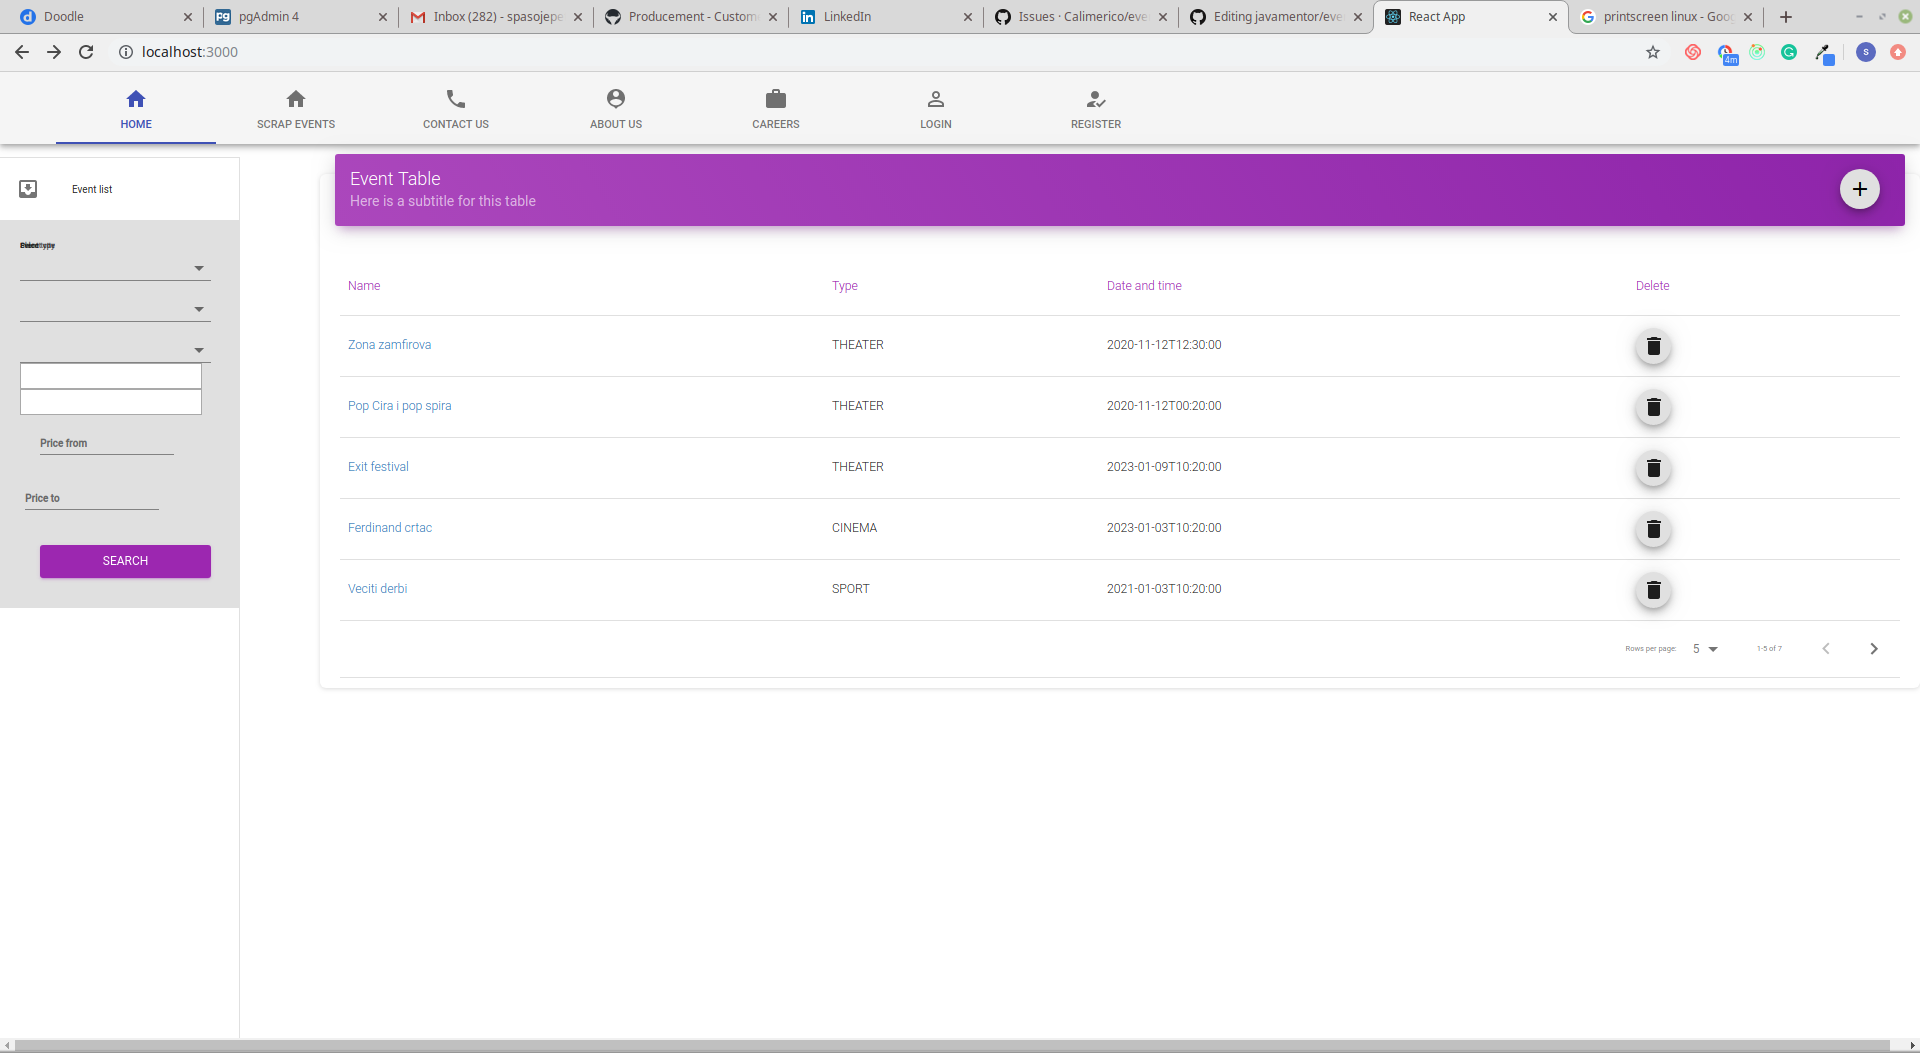 Doodle
pgAdmin 4
Inbox (282) - spasojepe
Producement - Custom
LinkedIn
Issues · Calimerico/eve
Editing javamentor/eve
React App
printscreen linux - Goo
localhost:3000
4m
S
HOME
SCRAP EVENTS
CONTACT US
ABOUT US
CAREERS
LOGIN
REGISTER
Event list
Price from
Price to
SEARCH
Event Table
Here is a subtitle for this table
Name Type Date and time Delete
Zona zamfirova THEATER 2020-11-12T12:30:00
Pop Cira i pop spira THEATER 2020-11-12T00:20:00
Exit festival THEATER 2023-01-09T10:20:00
Ferdinand crtac CINEMA 2023-01-03T10:20:00
Veciti derbi SPORT 2021-01-03T10:20:00
Rows per page: 5 1-5 of 7